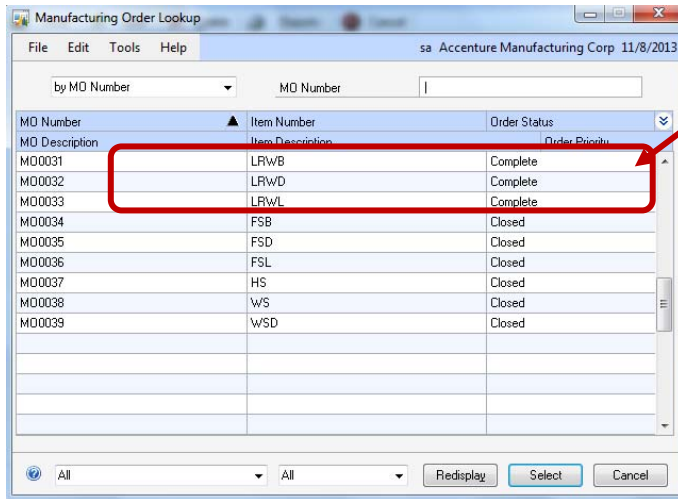 Manufacturing Order Lookup
File Edit Tools Help sa Accenture Manufacturing Corp 11/8/2013
by MO Number MO Number
MO Number Item Number Order Status
MO Description Item Description Order Priority
MO0031 LRWB Complete
MO0032 LRWD Complete
MO0033 LRWL Complete
MO0034 FSB Closed
MO0035 FSD Closed
MO0036 FSL Closed
MO0037 HS Closed
MO0038 WS Closed
MO0039 WSD Closed
All All Redisplay Select Cancel